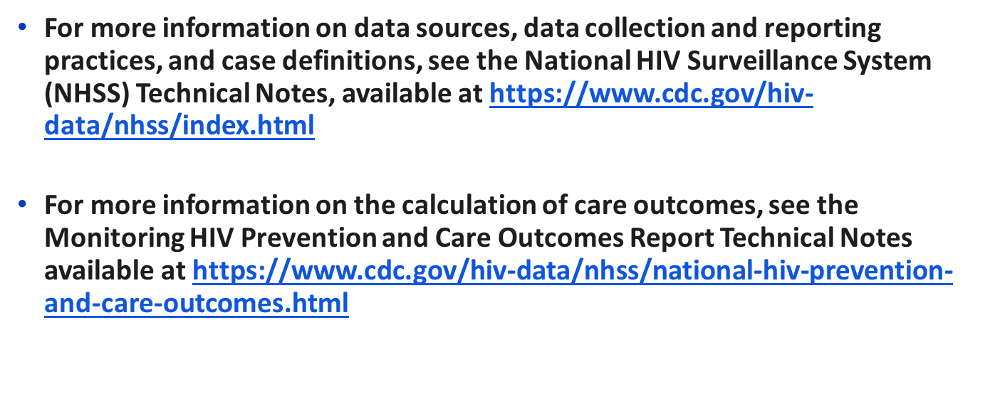 • For more information on data sources, data collection and reporting
practices, and case definitions, see the National HIV Surveillance System
(NHSS) Technical Notes, available at https://www.cdc.gov/hiv-
data/nhss/index.html
• For more information on the calculation of care outcomes, see the
Monitoring HIV Prevention and Care Outcomes Report Technical Notes
available at https://www.cdc.gov/hiv-data/nhss/national-hiv-prevention-
and-care-outcomes.html